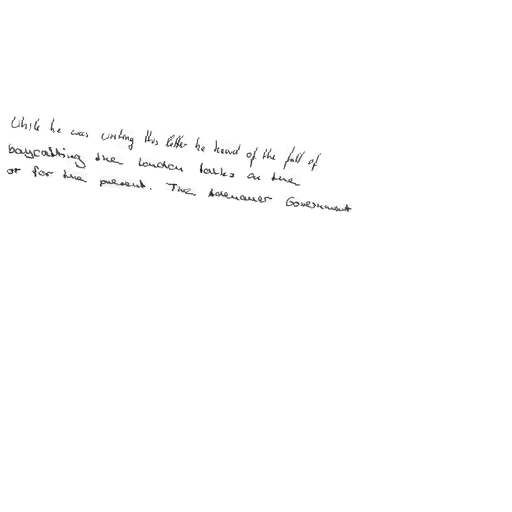 While he was writing this letter he heard of the fall of
boycotting the London talks on the
or for the present. The Adenauer Government